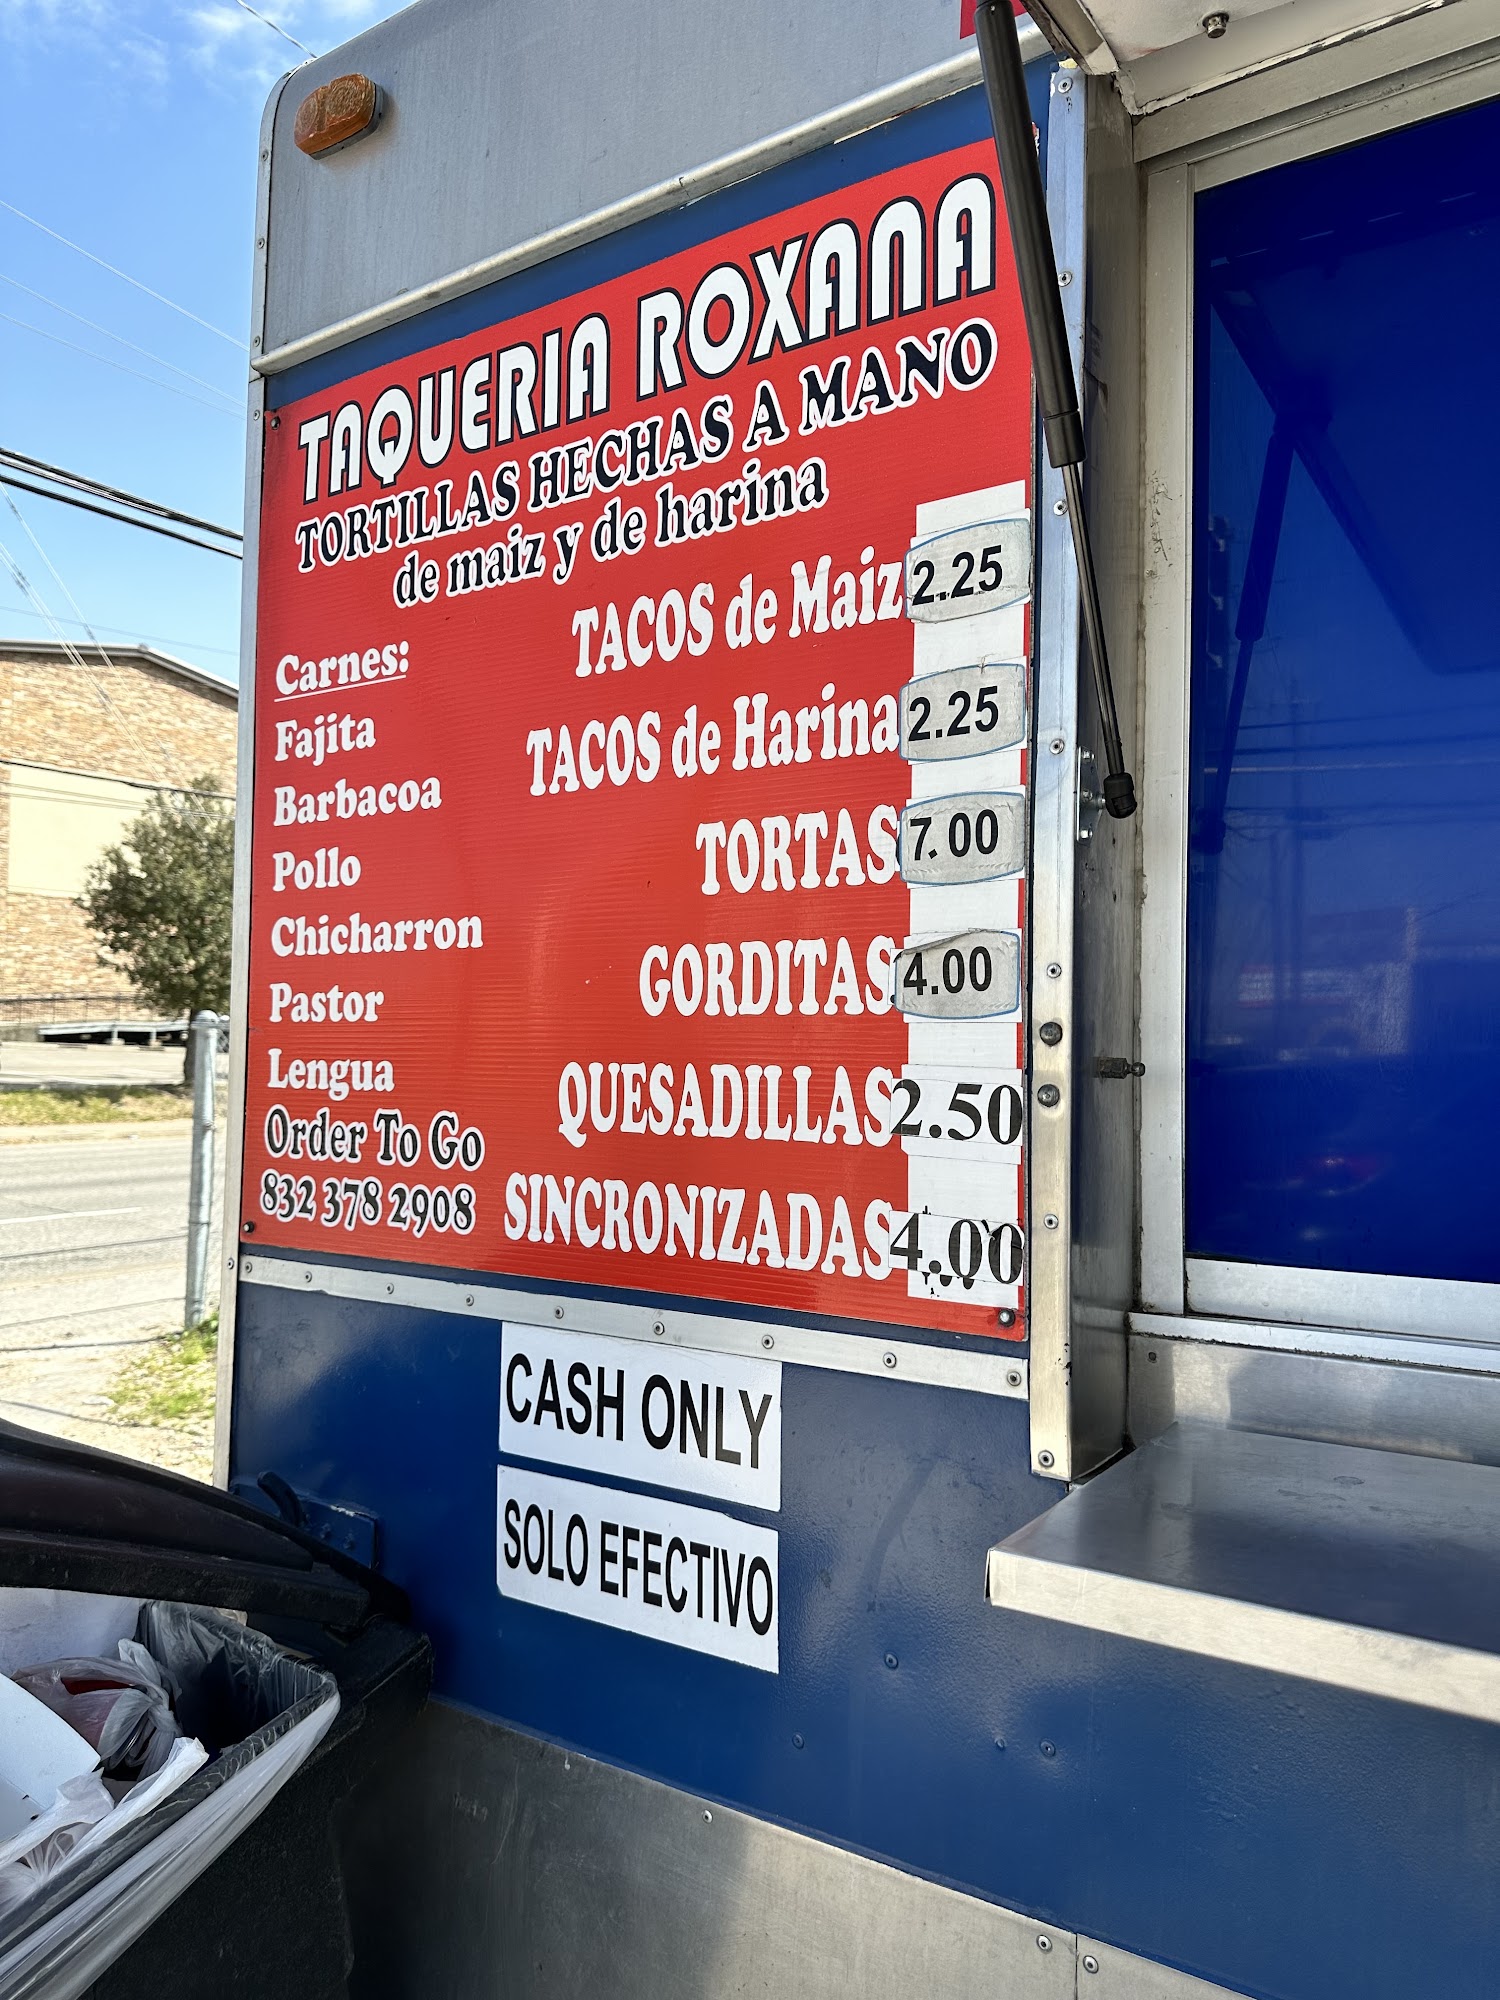 TAQUERIA ROXANA
TORTILLAS HECHAS A MANO
de maiz y de harina
Carnes:
Fajita
Barbacoa
Pollo
Chicharron
Pastor
Lengua
Order To Go
832 378 2908
TACOS de Maiz 2.25
TACOS de Harina 2.25
TORTAS 7.00
GORDITAS 4.00
QUESADILLAS 2.50
SINCRONIZADAS 4.00
CASH ONLY
SOLO EFECTIVO